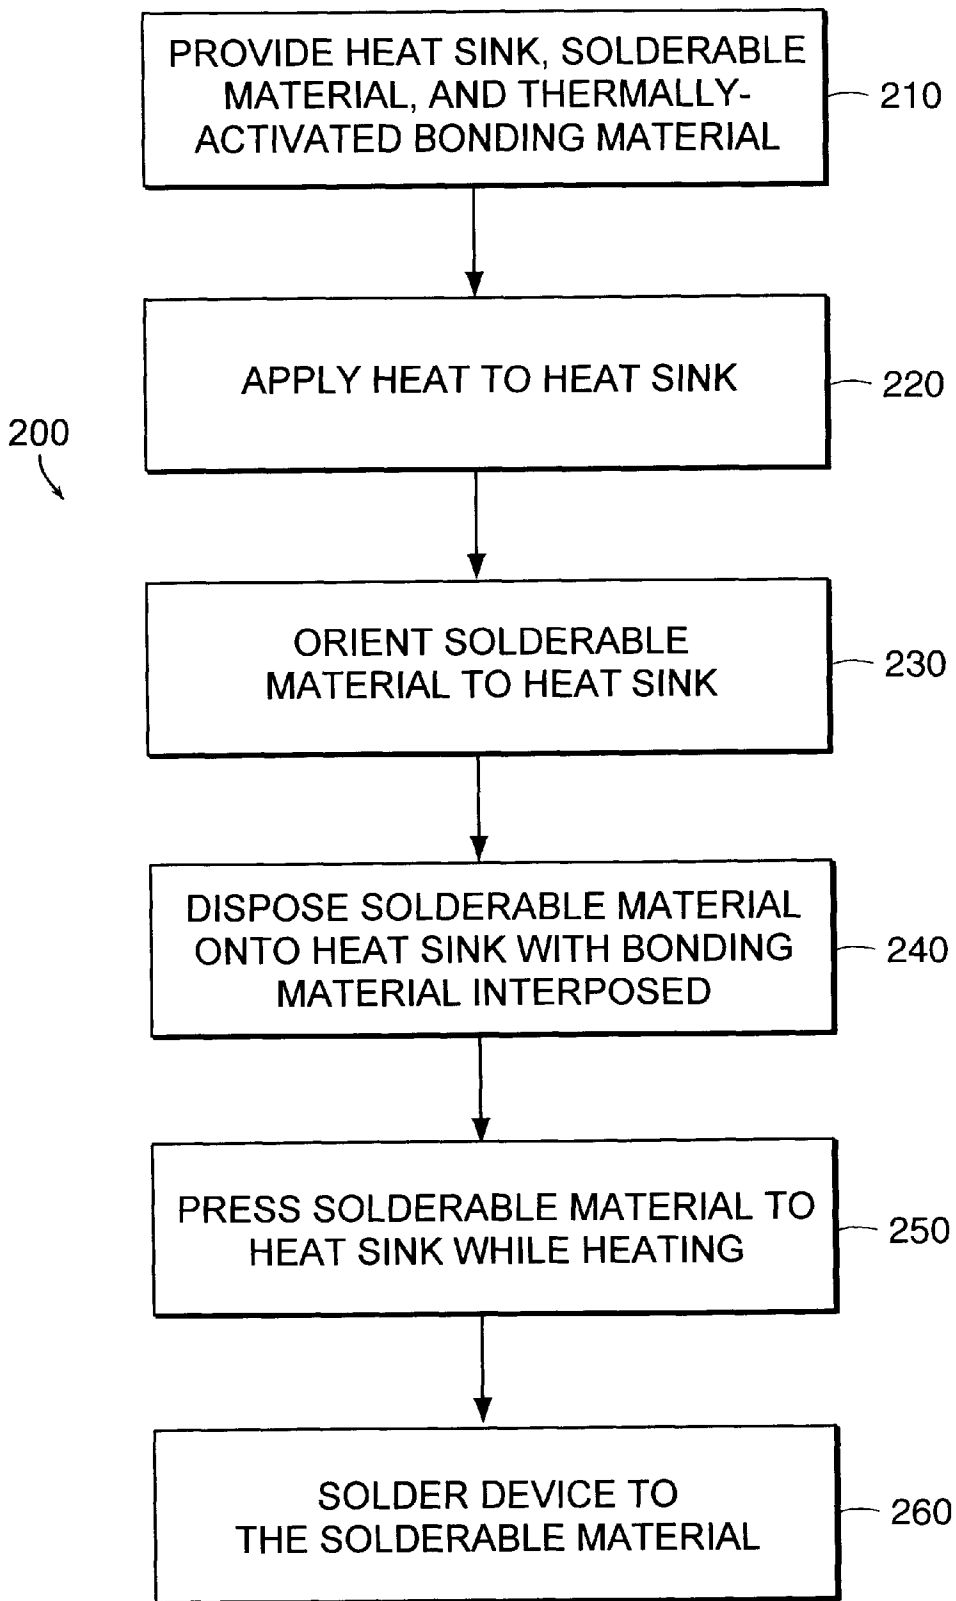 PROVIDE HEAT SINK, SOLDERABLE
MATERIAL, AND THERMALLY-
ACTIVATED BONDING MATERIAL
210
APPLY HEAT TO HEAT SINK
220
200
ORIENT SOLDERABLE
MATERIAL TO HEAT SINK
230
DISPOSE SOLDERABLE MATERIAL
ONTO HEAT SINK WITH BONDING
MATERIAL INTERPOSED
240
PRESS SOLDERABLE MATERIAL TO
HEAT SINK WHILE HEATING
250
SOLDER DEVICE TO
THE SOLDERABLE MATERIAL
260